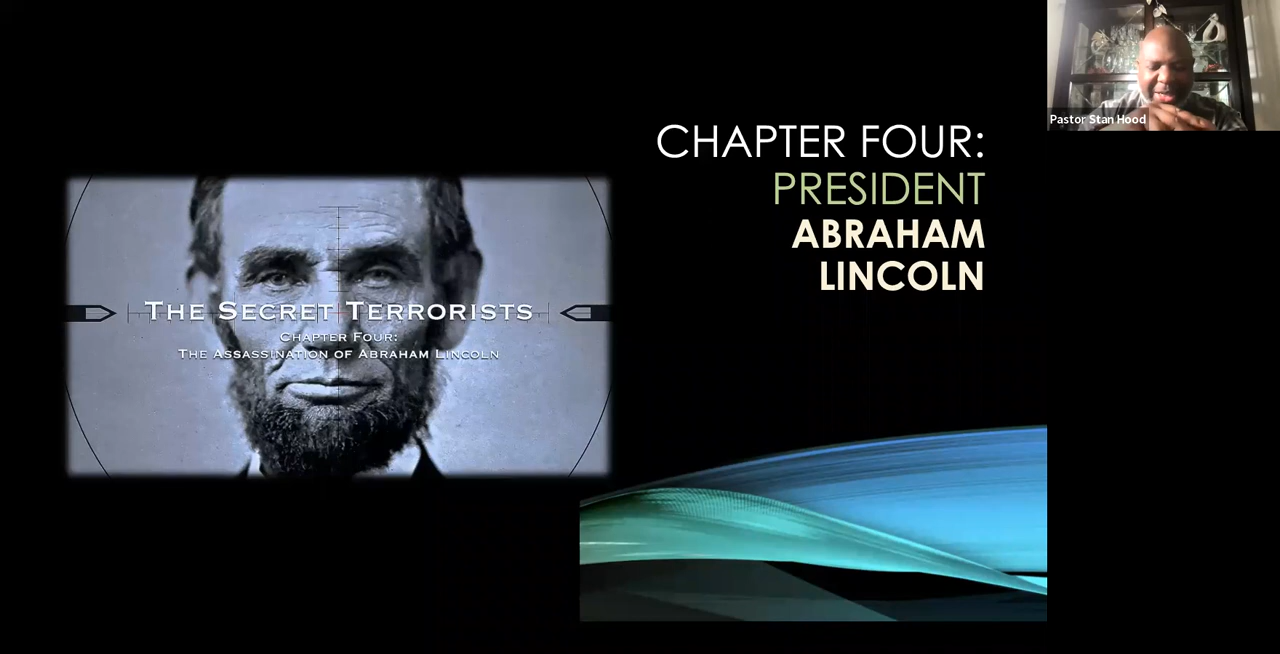 Pastor Stan Hood
CHAPTER FOUR:
PRESIDENT
ABRAHAM
LINCOLN
THE SECRET TERRORISTS
CHAPTER FOUR:
THE ASSASSINATION OF ABRAHAM LINCOLN